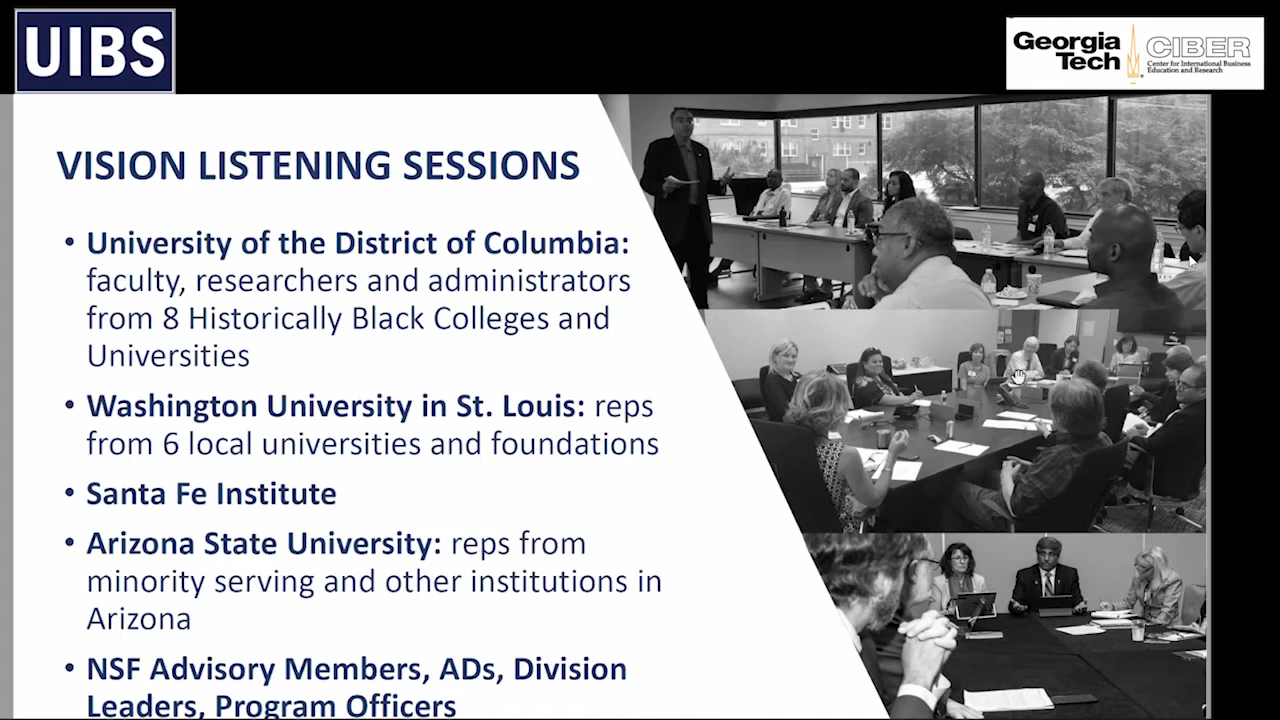 UIBS
Georgia
Tech
CIBER
Center for International Business
Education and Research
VISION LISTENING SESSIONS
• University of the District of Columbia:
faculty, researchers and administrators
from 8 Historically Black Colleges and
Universities
• Washington University in St. Louis: reps
from 6 local universities and foundations
• Santa Fe Institute
• Arizona State University: reps from
minority serving and other institutions in
Arizona
• NSF Advisory Members, ADs, Division
Leaders, Program Officers